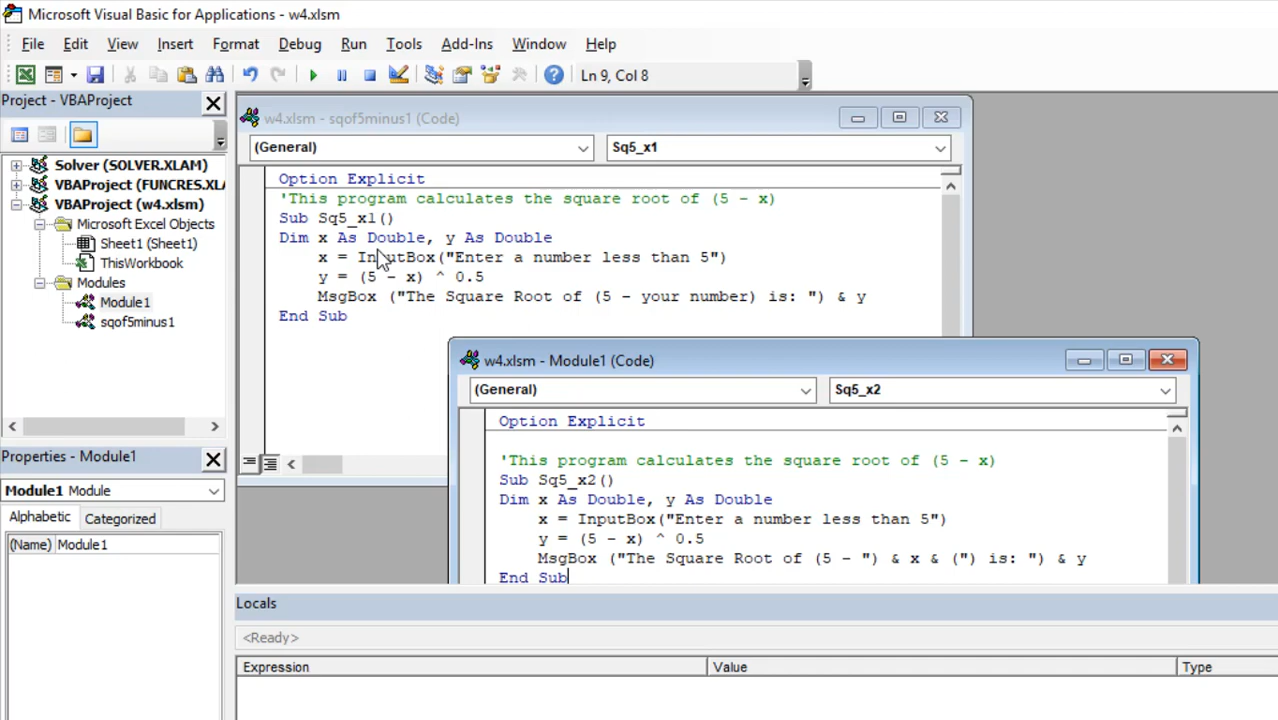 Microsoft Visual Basic for Applications - w4.xlsm
File Edit View Insert Format Debug Run Tools Add-Ins Window Help
Ln 9, Col 8
Project - VBAProject
Solver (SOLVER.XLAM)
VBAProject (FUNCRES.XL
VBAProject (w4.xlsm)
Microsoft Excel Objects
Sheet1 (Sheet1)
ThisWorkbook
Modules
Module1
sqof5minus1
Properties - Module1
Module1 Module
Alphabetic Categorized
(Name) Module1
w4.xlsm - sqof5minus1 (Code)
(General) Sq5_x1
Option Explicit
'This program calculates the square root of (5 - x)
Sub Sq5_x1()
Dim x As Double, y As Double
x = InputBox("Enter a number less than 5")
y = (5 - x) ^ 0.5
MsgBox ("The Square Root of (5 - your number) is: ") & y
End Sub
w4.xlsm - Module1 (Code)
(General) Sq5_x2
Option Explicit
'This program calculates the square root of (5 - x)
Sub Sq5_x2()
Dim x As Double, y As Double
x = InputBox("Enter a number less than 5")
y = (5 - x) ^ 0.5
MsgBox ("The Square Root of (5 - ") & x & (") is: ") & y
End Sub
Locals
<Ready>
Expression Value Type